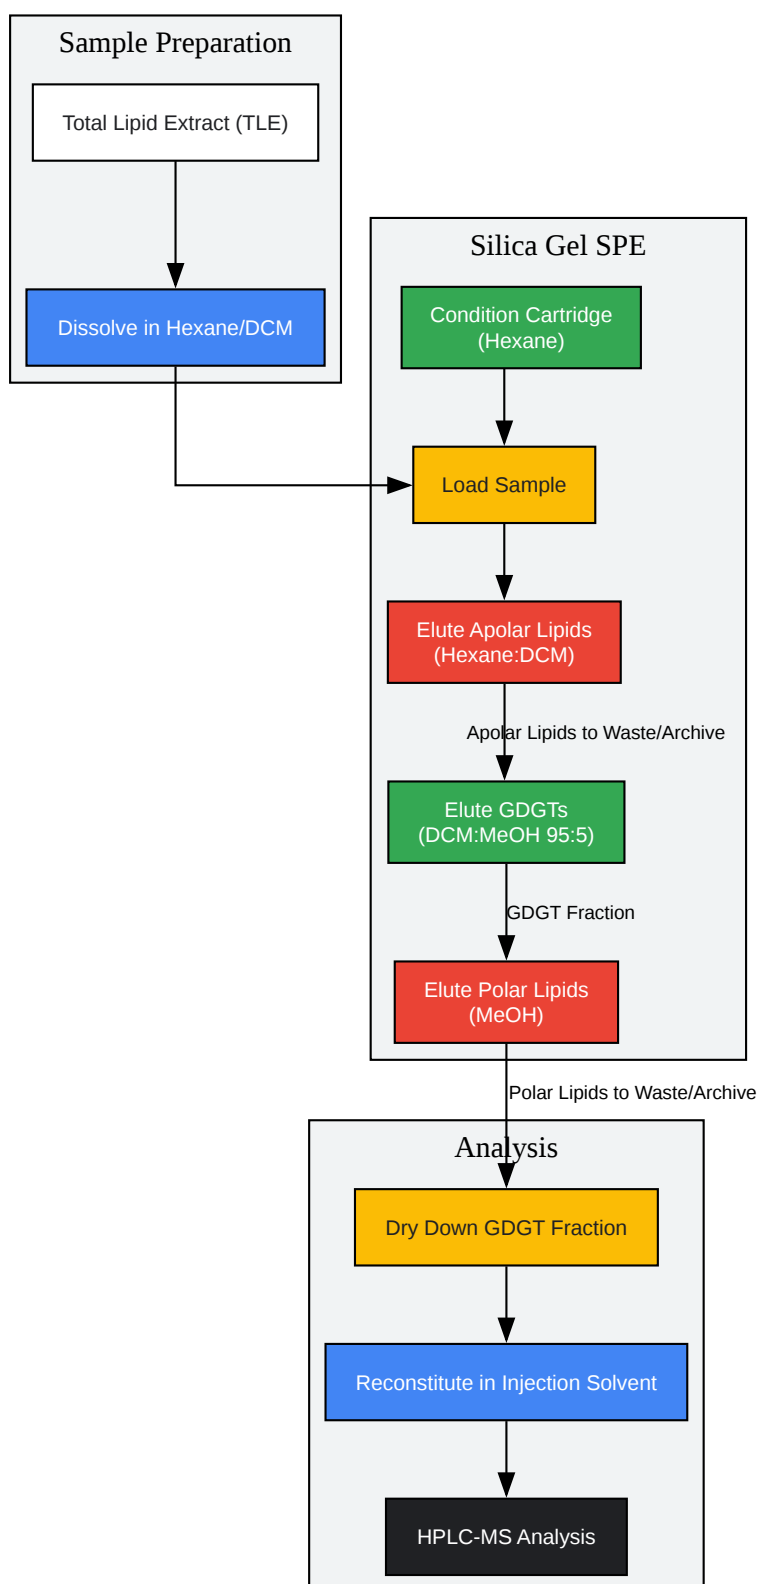 Sample Preparation
Total Lipid Extract (TLE)
Dissolve in Hexane/DCM
Silica Gel SPE
Condition Cartridge
(Hexane)
Load Sample
Elute Apolar Lipids
(Hexane:DCM)
Apolar Lipids to Waste/Archive
Elute GDGTs
(DCM:MeOH 95:5)
GDGT Fraction
Elute Polar Lipids
(MeOH)
Polar Lipids to Waste/Archive
Analysis
Dry Down GDGT Fraction
Reconstitute in Injection Solvent
HPLC-MS Analysis